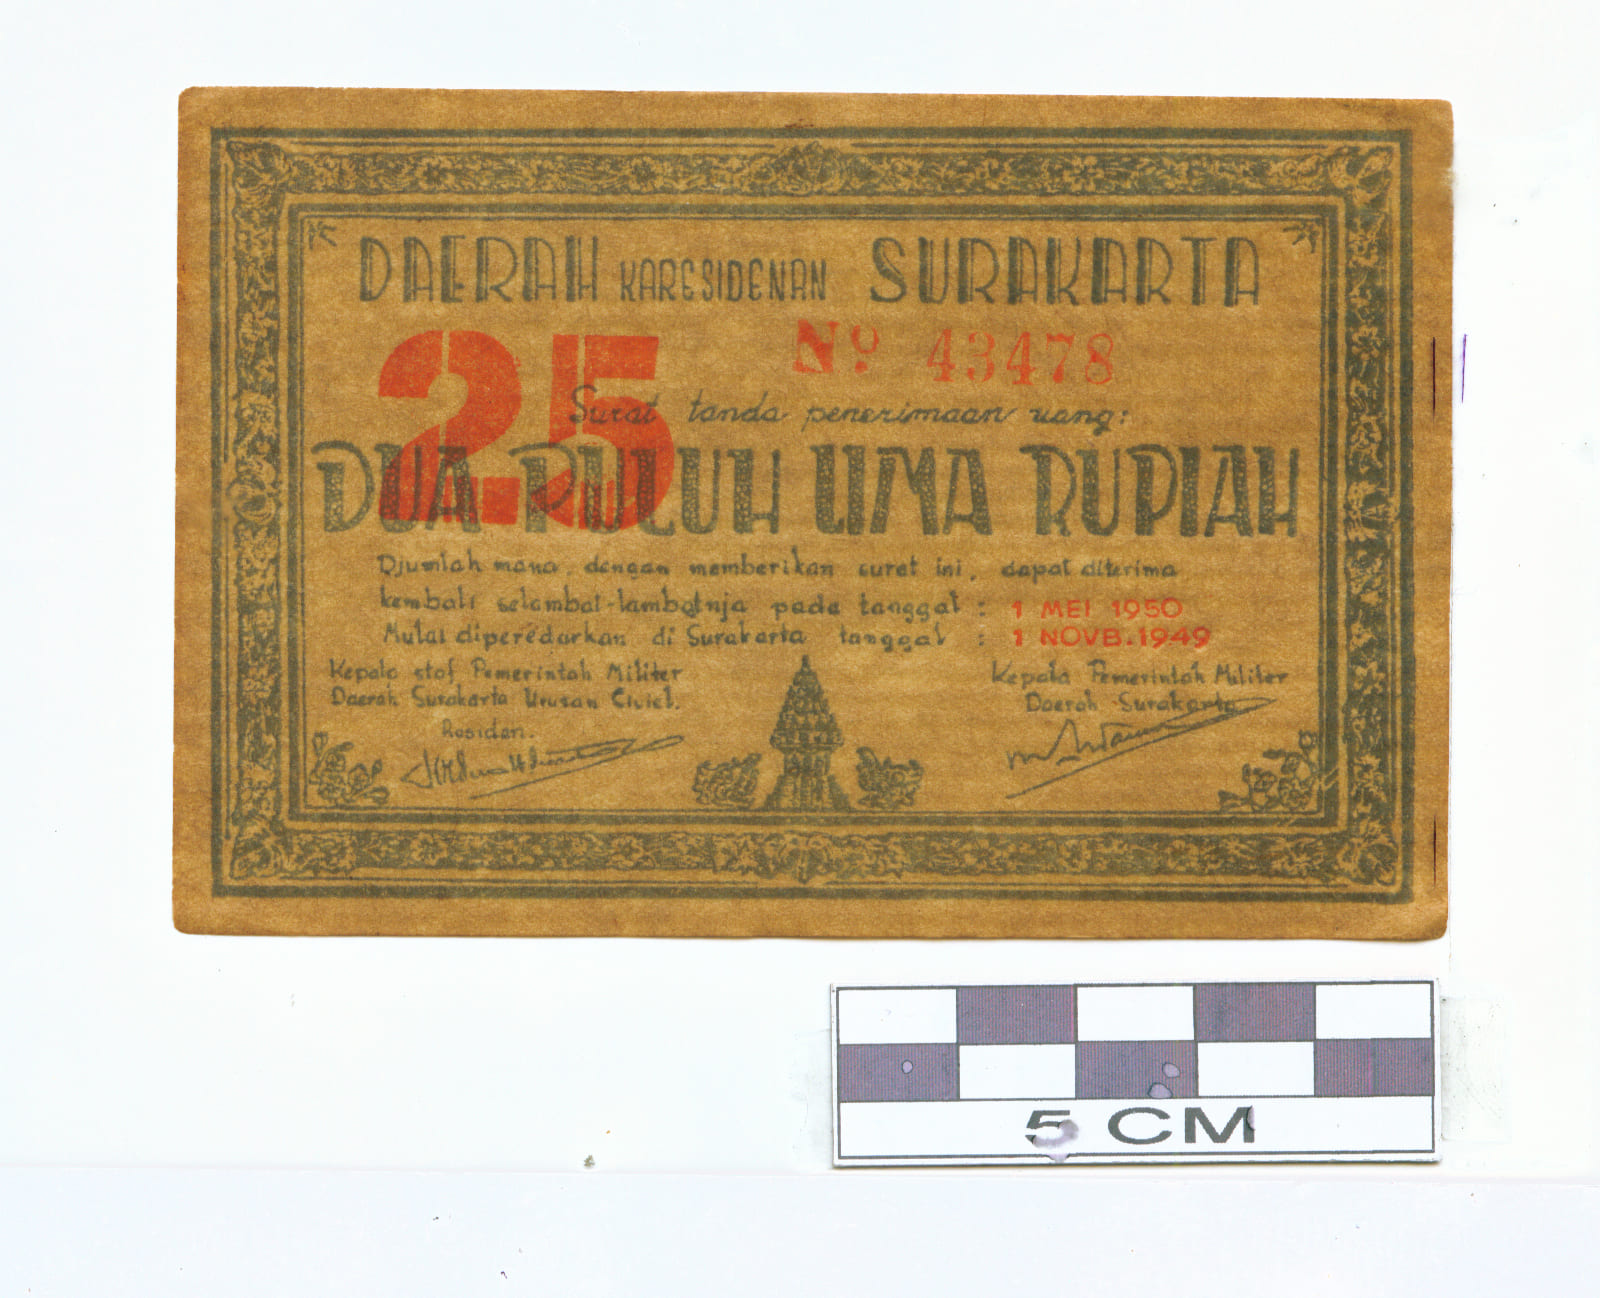 DAERAH KARESIDENAN SURAKARTA
25
No 43478
Surat tanda penerimaan uang:
DUA PULUH LIMA RUPIAH
Djumlah mana, dengan memberikan surat ini, dapat diterima
kembali selambat-lambatnja pada tanggal : 1 MEI 1950
Mulai diperedarkan di Surakarta tanggal : 1 NOVB.1949
Kepala staf Pemerintah Militer
Daerah Surakarta Urusan Civiel.
Residen.
Kepala Pemerintah Militer
Daerah Surakarta
5 CM